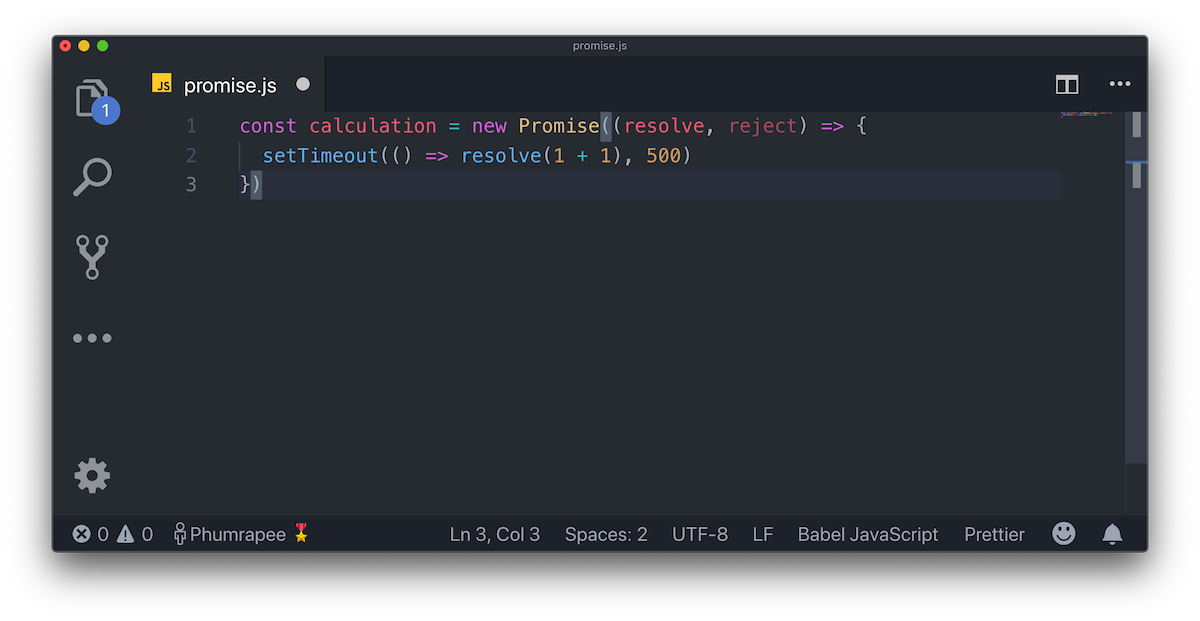 promise.js
JS promise.js
1
1 const calculation = new Promise((resolve, reject) => {
2   setTimeout(() => resolve(1 + 1), 500)
3 })
0 0 Phumrapee Ln 3, Col 3 Spaces: 2 UTF-8 LF Babel JavaScript Prettier